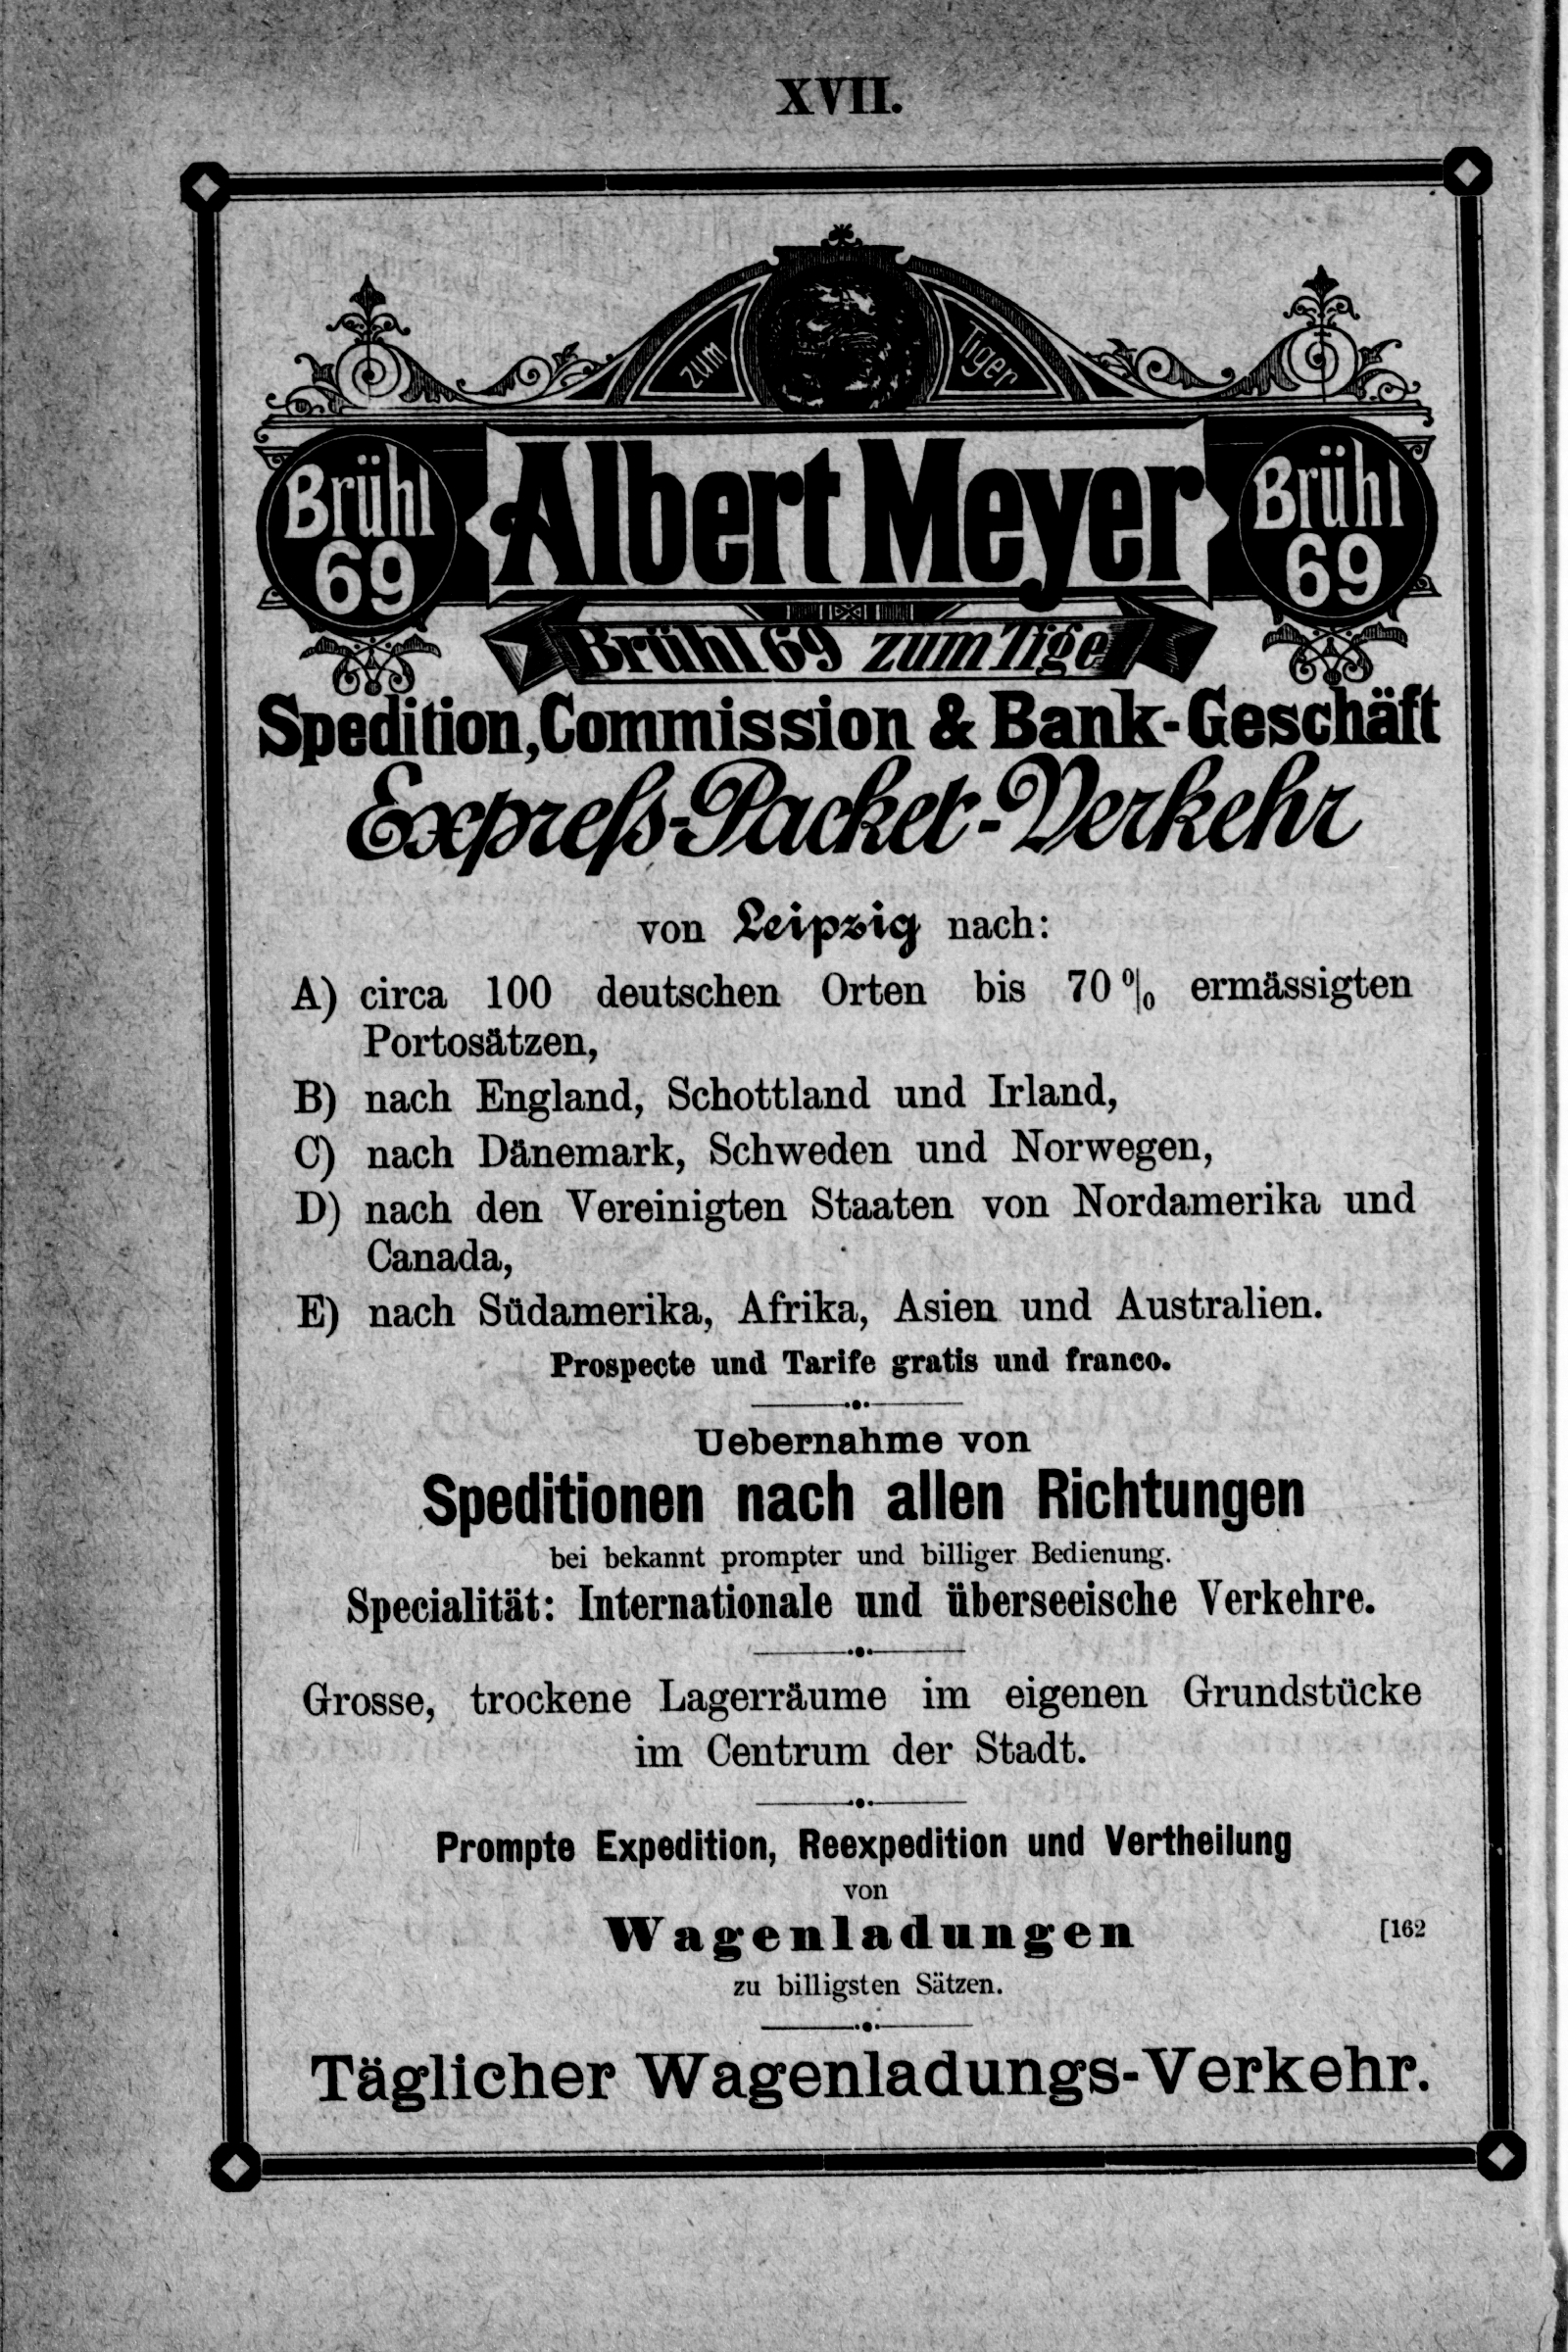 XVII.
zum Tiger
Brühl 69 Albert Meyer Brühl 69
Brühl 69 zum Tige
Spedition, Commission & Bank-Geschäft
Expreß-Packet-Verkehr
von Leipzig nach:
A) circa 100 deutschen Orten bis 70 % ermässigten
Portosätzen,
B) nach England, Schottland und Irland,
C) nach Dänemark, Schweden und Norwegen,
D) nach den Vereinigten Staaten von Nordamerika und
Canada,
E) nach Südamerika, Afrika, Asien und Australien.
Prospecte und Tarife gratis und franco.
Uebernahme von
Speditionen nach allen Richtungen
bei bekannt prompter und billiger Bedienung.
Specialität: Internationale und überseeische Verkehre.
Grosse, trockene Lagerräume im eigenen Grundstücke
im Centrum der Stadt.
Prompte Expedition, Reexpedition und Vertheilung
von
Wagenladungen [162
zu billigsten Sätzen.
Täglicher Wagenladungs-Verkehr.